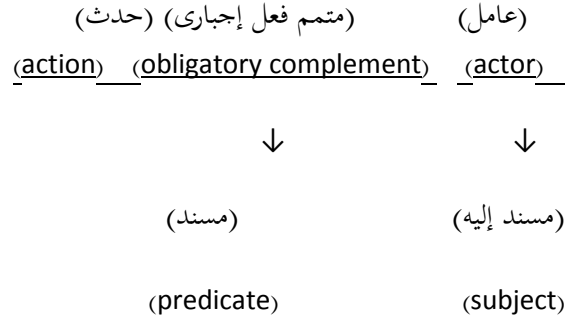 (عامل) (متمم فعل إجبارى) (حدث)
(action) (obligatory complement) (actor)
↓ ↓
(مسند إليه) (مسند)
(predicate) (subject)